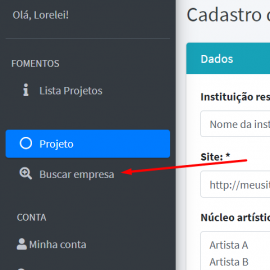 Olá, Lorelei!
Cadastro
Dados
FOMENTOS
Lista Projetos
Instituição res
Nome da inst
Projeto
Site: *
Buscar empresa
http://meusit
Núcleo artísti
CONTA
Minha conta
Artista A
Artista B